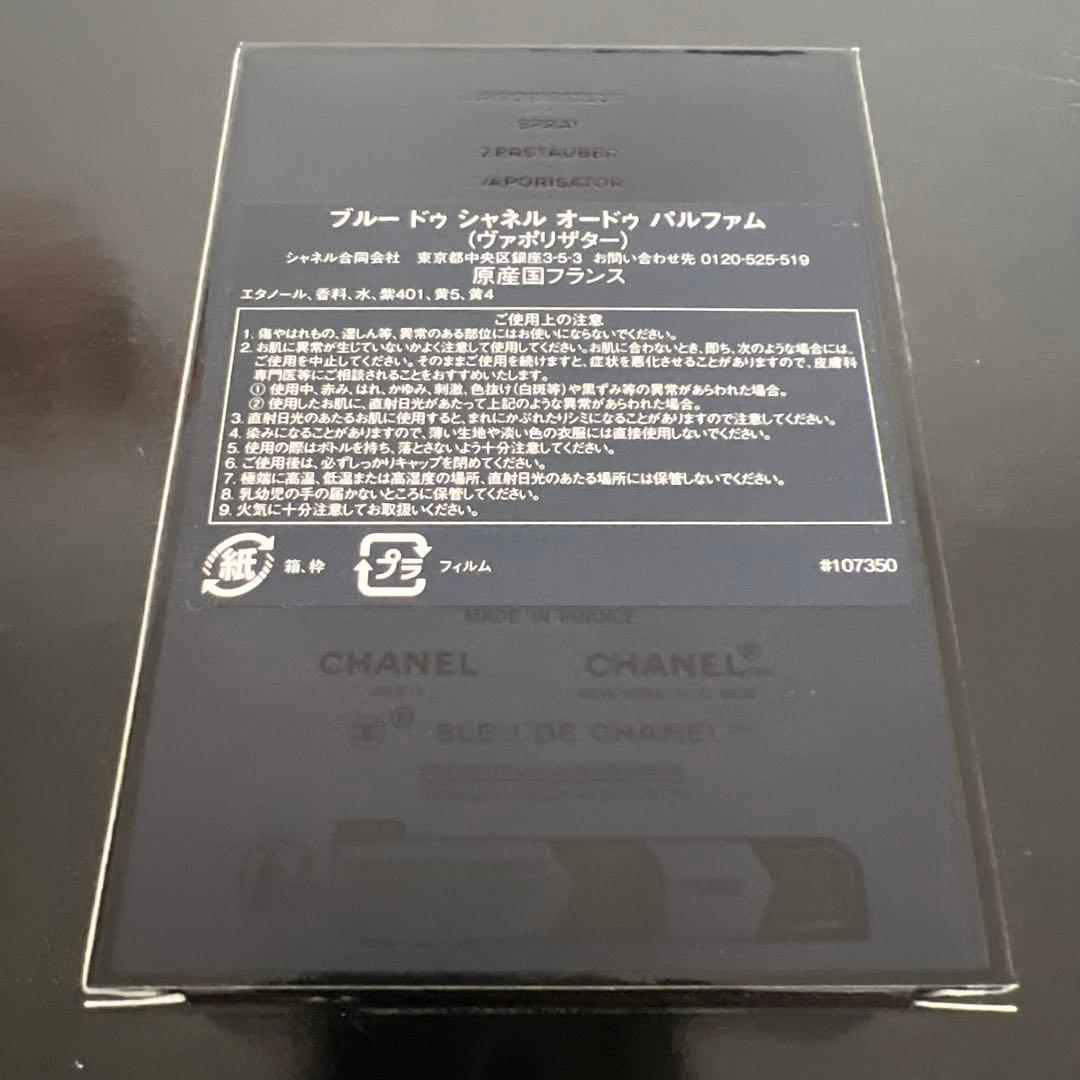 SPRAY
ZERSTÄUBER
VAPORISATOR
ブルー ドゥ シャネル オードゥ パルファム
(ヴァポリザター)
シャネル合同会社 東京都中央区銀座3-5-3 お問い合わせ先 0120-525-519
原産国フランス
エタノール、香料、水、紫401、黄5、黄4
ご使用上の注意
1. 傷やはれもの、湿しん等、異常のある部位にはお使いにならないでください。
2. お肌に異常が生じていないかよく注意して使用してください。お肌に合わないとき、即ち、次のような場合には、
ご使用を中止してください。そのままご使用を続けますと、症状を悪化させることがありますので、皮膚科
専門医等にご相談されることをおすすめいたします。
① 使用中、赤み、はれ、かゆみ、刺激、色抜け(白斑等)や黒ずみ等の異常があらわれた場合。
② 使用したお肌に、直射日光があたって上記のような異常があらわれた場合。
3. 直射日光のあたるお肌に使用すると、まれにかぶれたりシミになることがありますので注意してください。
4. 染みになることがありますので、薄い生地や淡い色の衣服には直接使用しないでください。
5. 使用の際はボトルを持ち、落とさないよう十分注意してください。
6. ご使用後は、必ずしっかりキャップを閉めてください。
7. 極端に高温、低温または高湿度の場所、直射日光のあたる場所には保管しないでください。
8. 乳幼児の手の届かないところに保管してください。
9. 火気に十分注意してお取扱いください。
紙 箱、枠 プラ フィルム #107350
MADE IN FRANCE
CHANEL CHANEL®
PARIS
® BLEU DE CHANEL